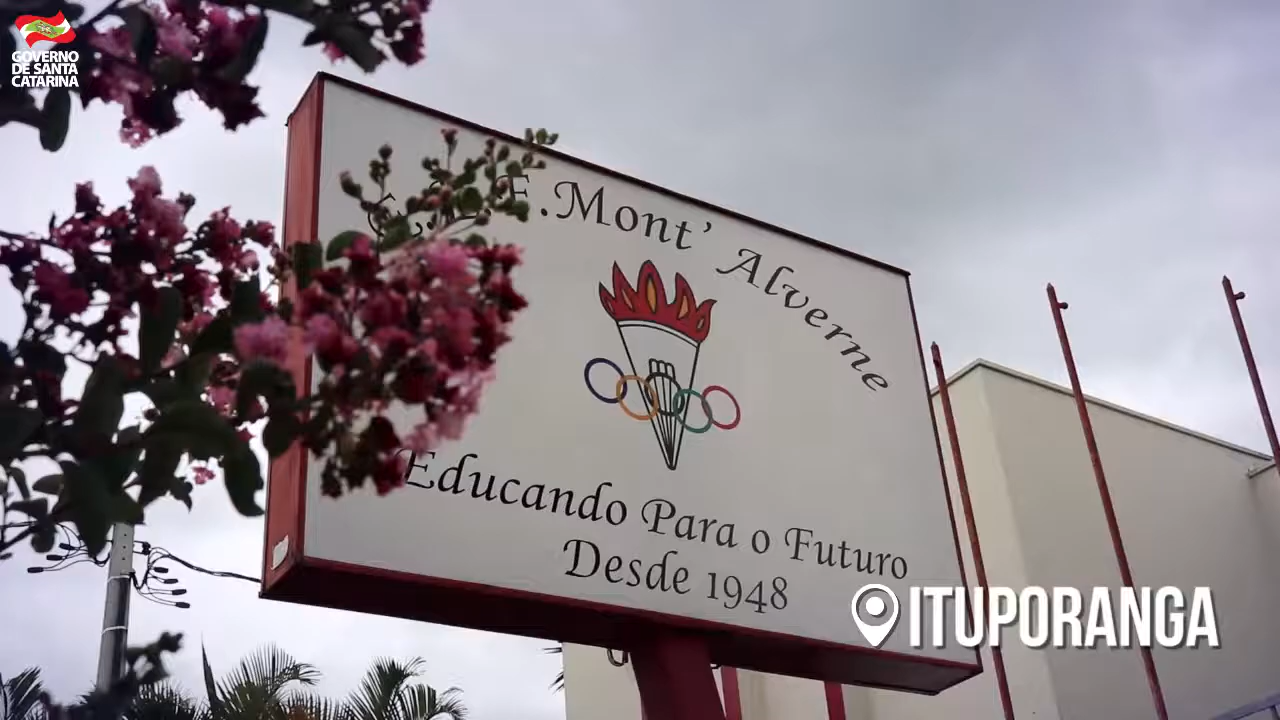 GOVERNO
DE SANTA
CATARINA
Mont' Alverne
Educando Para o Futuro
Desde 1948
ITUPORANGA